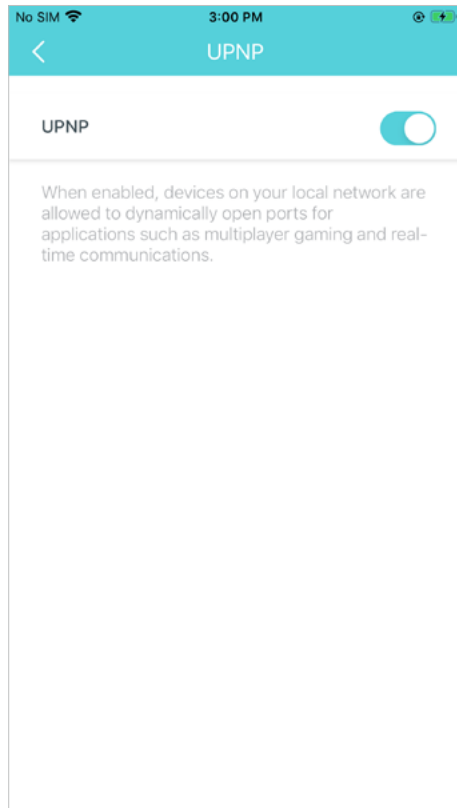 No SIM 3:00 PM
UPNP
UPNP
When enabled, devices on your local network are
allowed to dynamically open ports for
applications such as multiplayer gaming and real-
time communications.